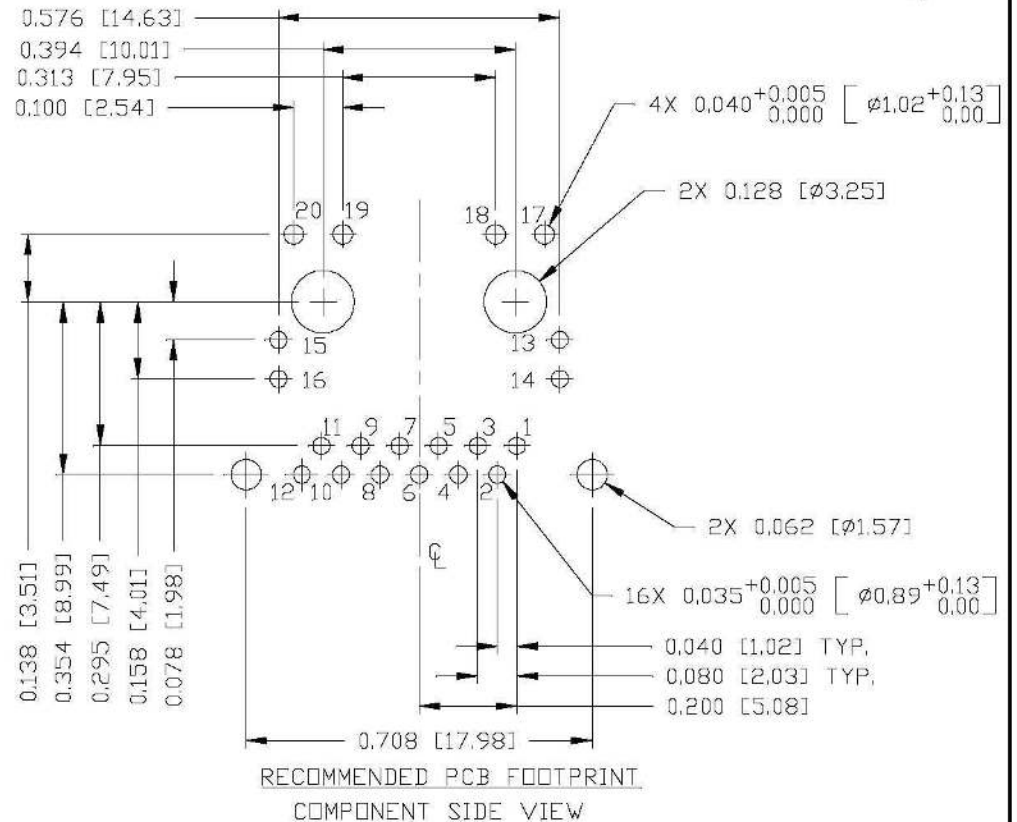 0.576 [14.63]
0.394 [10.01]
0.313 [7.95]
0.100 [2.54]
4X 0.040 +0.005 0.000 [ ø1.02 +0.13 0.00 ]
2X 0.128 [ø3.25]
20 19 18 17
15 13
16 14
11 9 7 5 3 1
12 10 8 6 4 2
2X 0.062 [ø1.57]
℄
16X 0.035 +0.005 0.000 [ ø0.89 +0.13 0.00 ]
0.138 [3.51]
0.354 [8.99]
0.295 [7.49]
0.158 [4.01]
0.078 [1.98]
0.040 [1.02] TYP.
0.080 [2.03] TYP.
0.200 [5.08]
0.708 [17.98]
RECOMMENDED PCB FOOTPRINT
COMPONENT SIDE VIEW